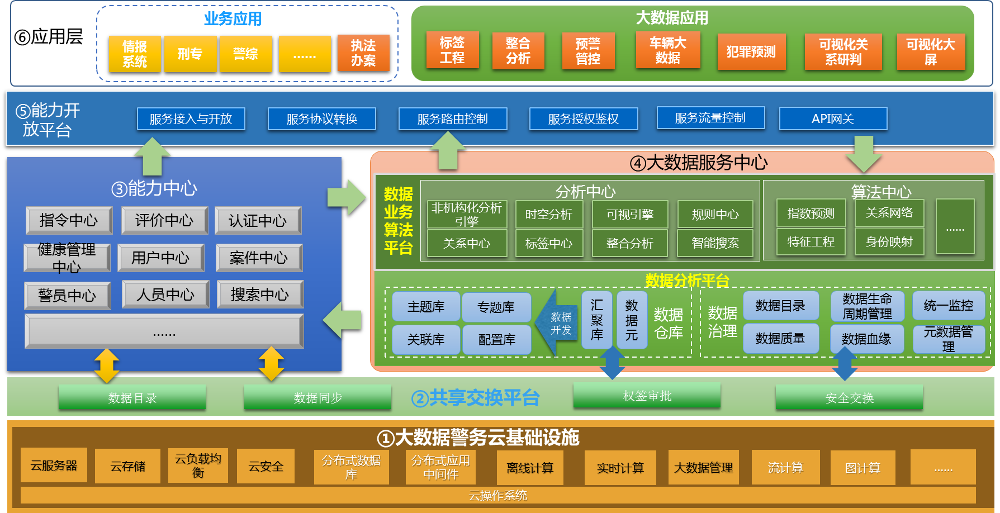 ⑥应用层
业务应用
情报
系统
刑专
警综
......
执法
办案
大数据应用
标签
工程
整合
分析
预警
管控
车辆大
数据
犯罪预测
可视化关
系研判
可视化大
屏
⑤能力开
放平台
服务接入与开放
服务协议转换
服务路由控制
服务授权鉴权
服务流量控制
API网关
③能力中心
指令中心
评价中心
认证中心
健康管理
中心
用户中心
案件中心
警员中心
人员中心
搜索中心
......
④大数据服务中心
数据
业务
算法
平台
分析中心
非机构化分析
引擎
时空分析
可视引擎
规则中心
关系中心
标签中心
整合分析
智能搜索
算法中心
指数预测
关系网络
......
特征工程
身份映射
数据分析平台
主题库
专题库
关联库
配置库
数据
开发
汇
聚
库
数
据
元
数据
仓库
数据
治理
数据目录
数据生命
周期管理
统一监控
数据质量
数据血缘
元数据管
理
②共享交换平台
数据目录
数据同步
权签审批
安全交换
①大数据警务云基础设施
云服务器
云存储
云负载均
衡
云安全
分布式数据
库
分布式应用
中间件
离线计算
实时计算
大数据管理
流计算
图计算
......
云操作系统